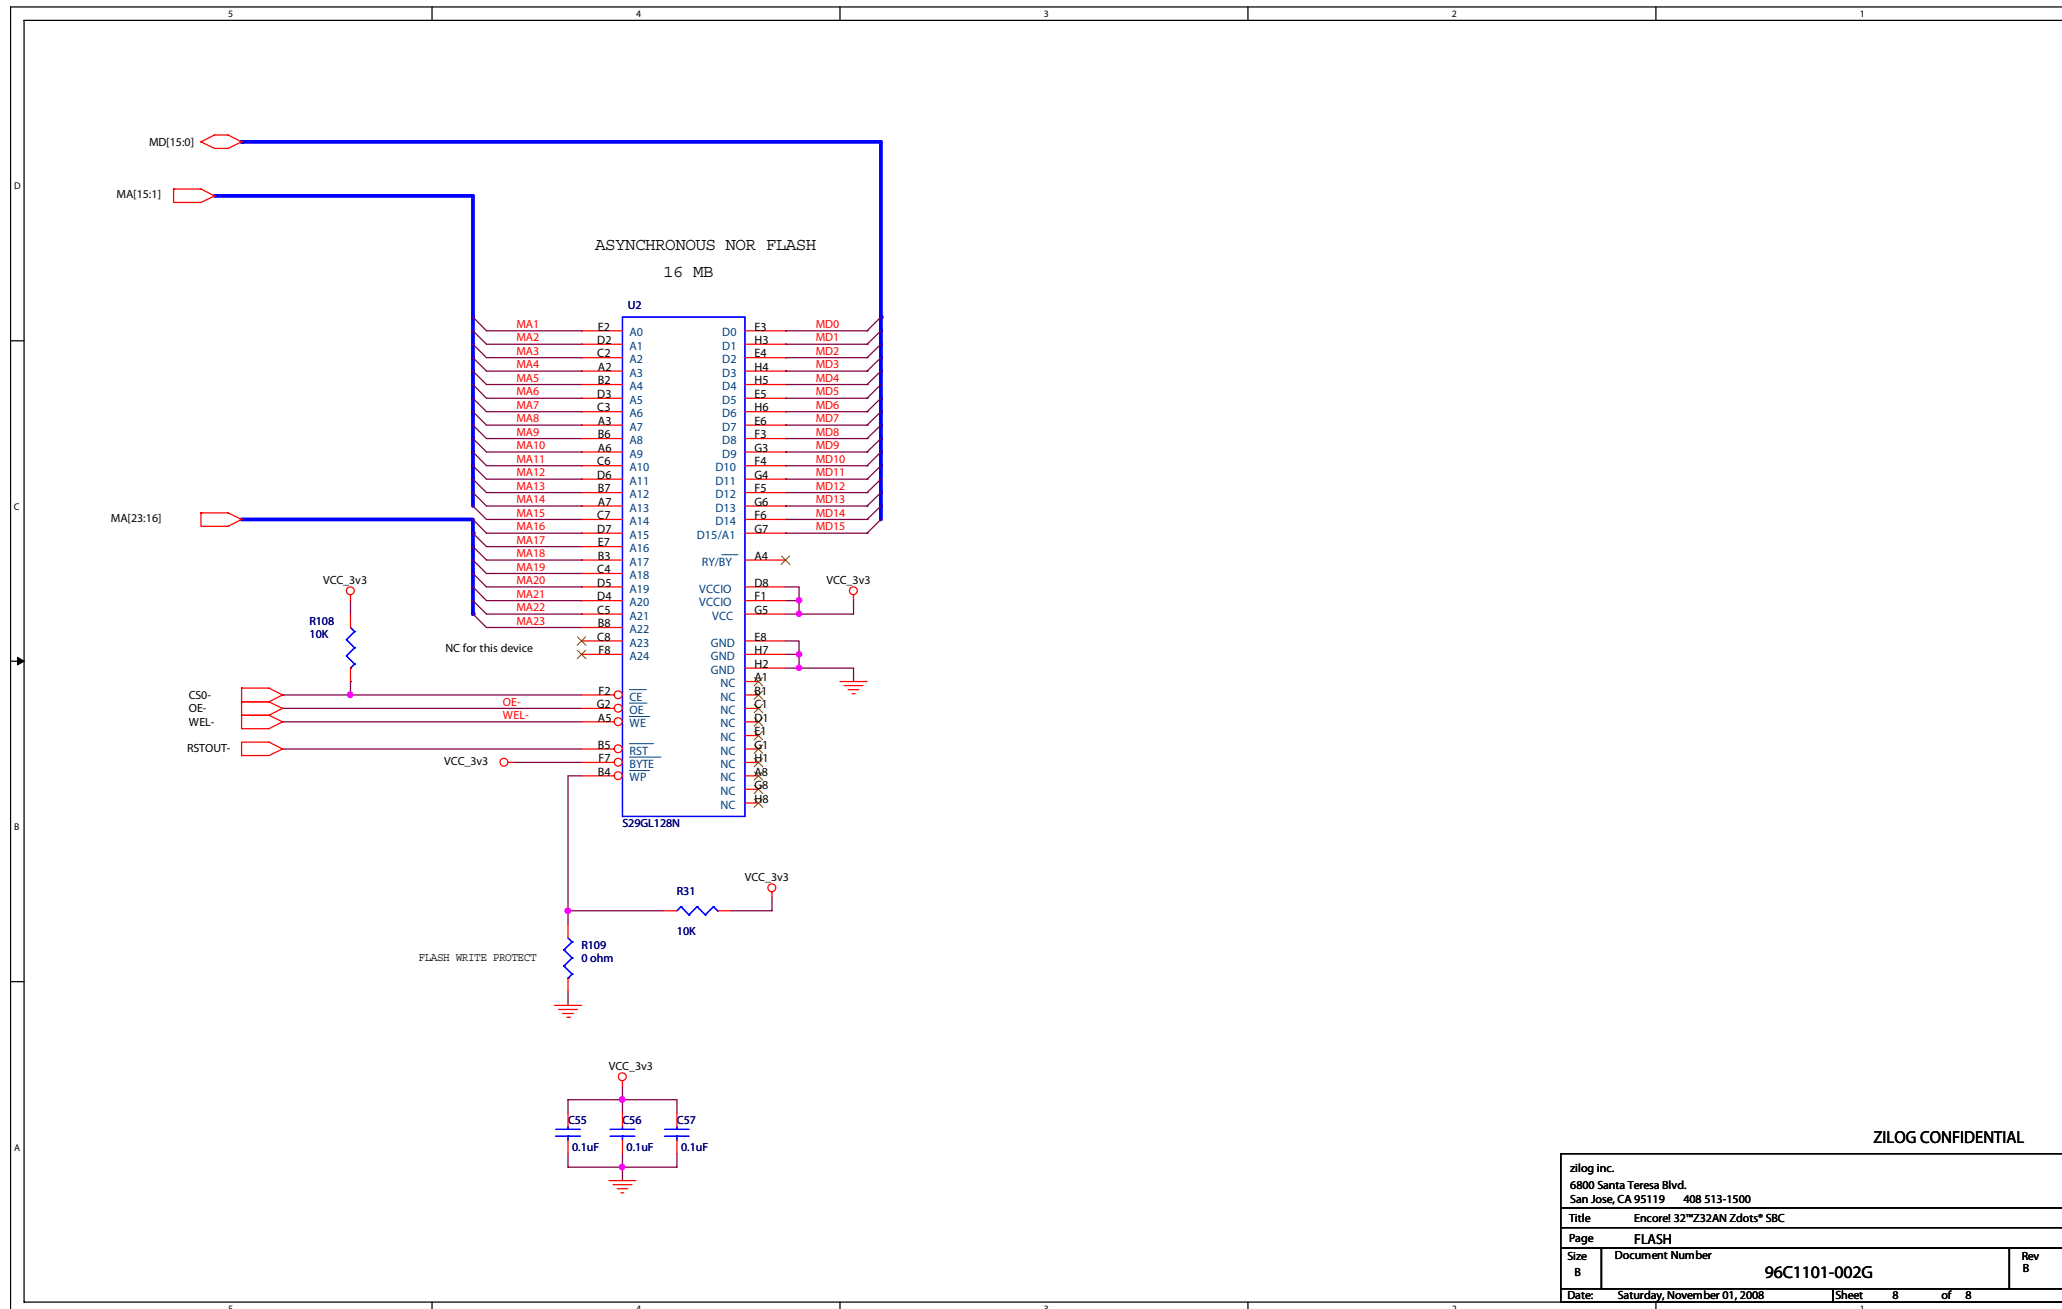 5 4 3 2 1
D
C
B
A
MD[15:0]
MA[15:1]
ASYNCHRONOUS NOR FLASH
16 MB
U2
MA1 E2 A0 D0 E3 MD0
MA2 D2 A1 D1 H3 MD1
MA3 C2 A2 D2 E4 MD2
MA4 A2 A3 D3 H4 MD3
MA5 B2 A4 D4 H5 MD4
MA6 D3 A5 D5 E5 MD5
MA7 C3 A6 D6 H6 MD6
MA8 A3 A7 D7 E6 MD7
MA9 B6 A8 D8 F3 MD8
MA10 A6 A9 D9 G3 MD9
MA11 C6 A10 D10 F4 MD10
MA12 D6 A11 D11 G4 MD11
MA13 B7 A12 D12 F5 MD12
MA14 A7 A13 D13 G6 MD13
MA[23:16]
MA15 C7 A14 D14 F6 MD14
MA16 D7 A15 D15/A1 G7 MD15
MA17 E7 A16
MA18 B3 A17 RY/BY A4
MA19 C4 A18
MA20 D5 A19 VCCIO D8
MA21 D4 A20 VCCIO F1
MA22 C5 A21 VCC G5
MA23 B8 A22
C8 A23 GND E8
F8 A24 GND H7
GND H2
VCC_3v3
VCC_3v3
R108
10K
NC for this device
NC A1
NC B1
NC C1
NC D1
NC E1
NC G1
NC H1
NC A8
NC G8
NC H8
CS0- F2 CE
OE- OE- G2 OE
WEL- WEL- A5 WE
RSTOUT- B5 RST
VCC_3v3 F7 BYTE
B4 WP
S29GL128N
VCC_3v3
R31
10K
R109
0 ohm
FLASH WRITE PROTECT
VCC_3v3
C55 C56 C57
0.1uF 0.1uF 0.1uF
ZILOG CONFIDENTIAL
zilog inc.
6800 Santa Teresa Blvd.
San Jose, CA 95119 408 513-1500
Title Encore! 32™Z32AN Zdots® SBC
Page FLASH
Size Document Number Rev
B 96C1101-002G B
Date: Saturday, November 01, 2008 Sheet 8 of 8
5 4 3 2 1